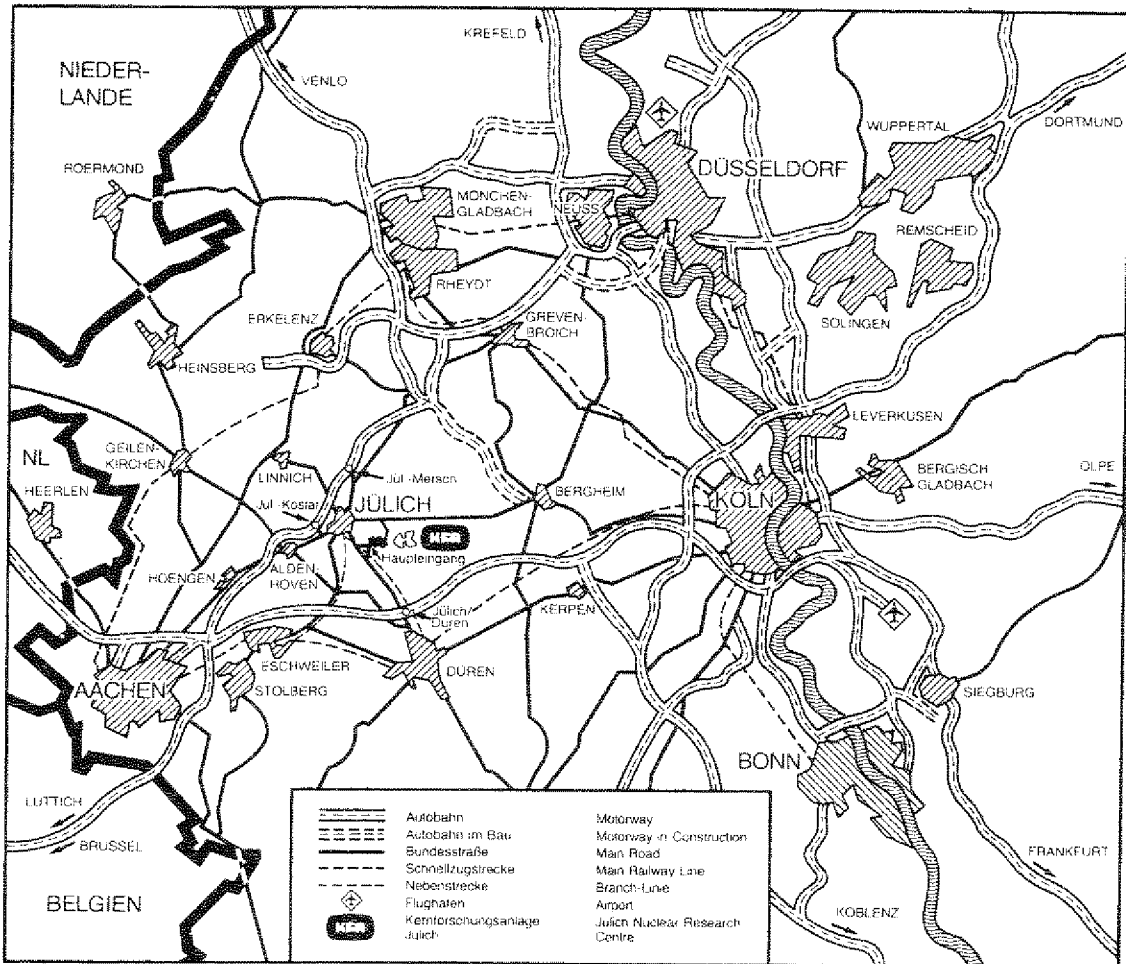 KREFELD
NIEDER-
LANDE
VENLO
DORTMUND
WUPPERTAL
ROERMOND
DÜSSELDORF
MÖNCHEN-
GLADBACH
NEUSS
REMSCHEID
RHEYDT
ERKELENZ
GREVEN-
BROICH
SOLINGEN
HEINSBERG
LEVERKUSEN
GEILEN-
KIRCHEN
NL
LINNICH
Jül.-Mersch
BERGISCH
GLADBACH
OLPE
HEERLEN
Jül.-Koslar
JÜLICH
BERGHEIM
KÖLN
Haupteingang
HOENGEN
ALDEN-
HOVEN
Jülich/
Düren
KERPEN
ESCHWEILER
DÜREN
AACHEN
STOLBERG
SIEGBURG
BONN
LÜTTICH
BRÜSSEL
FRANKFURT
BELGIEN
KOBLENZ
Autobahn Motorway
Autobahn im Bau Motorway in Construction
Bundesstraße Main Road
Schnellzugstrecke Main Railway Line
Nebenstrecke Branch-Line
Flughafen Airport
Kernforschungsanlage Jülich Nuclear Research
Jülich Centre